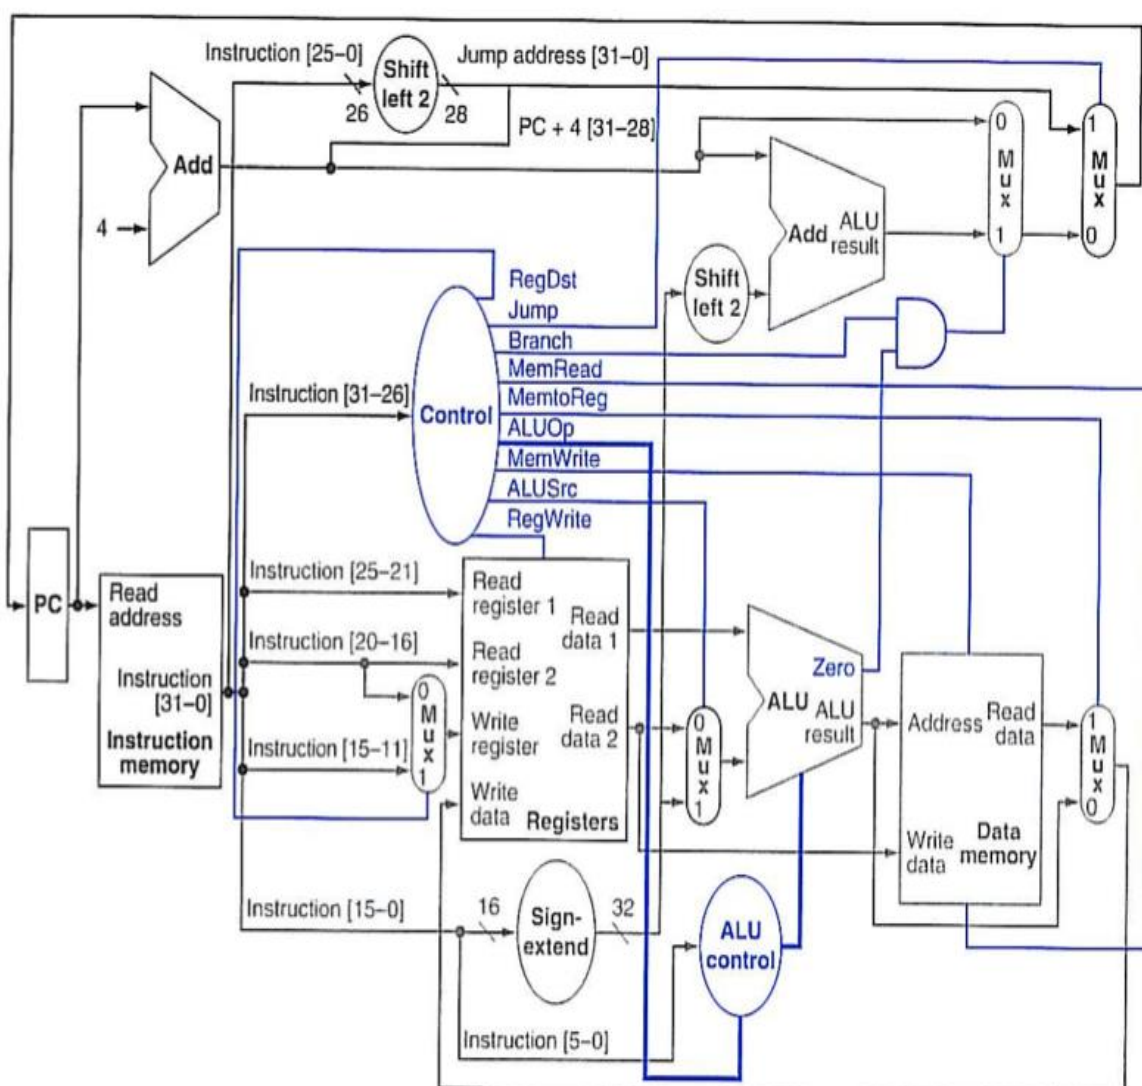 Instruction [25–0]
Shift
left 2
Jump address [31–0]
26
28
PC + 4 [31–28]
Add
4
0
M
u
x
1
1
M
u
x
0
Add
ALU
result
Shift
left 2
RegDst
Jump
Branch
MemRead
MemtoReg
ALUOp
MemWrite
ALUSrc
RegWrite
Instruction [31–26]
Control
PC
Read
address
Instruction
[31–0]
Instruction
memory
Instruction [25–21]
Instruction [20–16]
Instruction [15–11]
0
M
u
x
1
Read
register 1
Read
register 2
Write
register
Write
data
Read
data 1
Read
data 2
Registers
0
M
u
x
1
Zero
ALU
ALU
result
Address
Read
data
Write
data
Data
memory
1
M
u
x
0
Instruction [15–0]
16
Sign-
extend
32
ALU
control
Instruction [5–0]